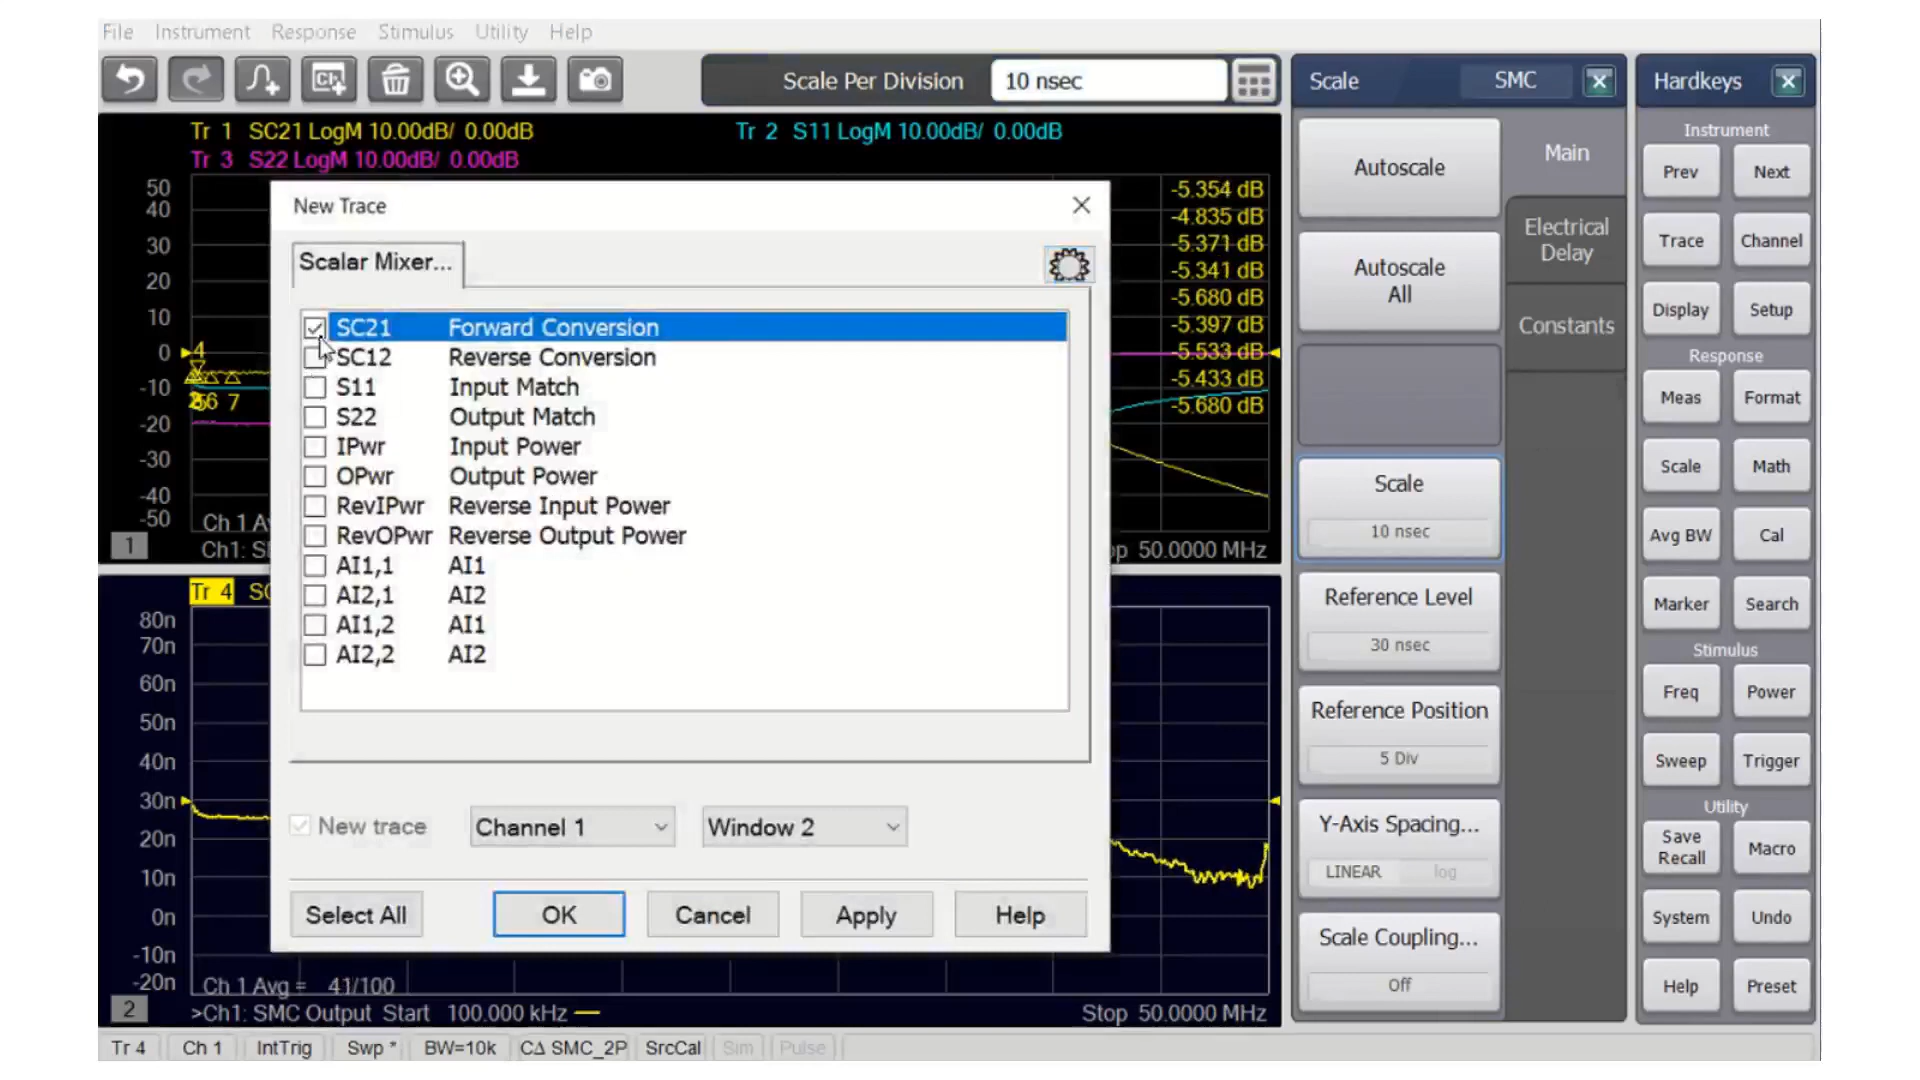 File Instrument Response Stimulus Utility Help
Scale Per Division 10 nsec
Tr 1 SC21 LogM 10.00dB/ 0.00dB
Tr 2 S11 LogM 10.00dB/ 0.00dB
Tr 3 S22 LogM 10.00dB/ 0.00dB
50
40
30
20
10
0
-10
-20
-30
-40
-50
4
6 7
-5.354 dB
-4.835 dB
-5.371 dB
-5.341 dB
-5.680 dB
-5.397 dB
-5.533 dB
-5.433 dB
-5.680 dB
Ch 1 A
1
Ch1: S
50.0000 MHz
New Trace
Scalar Mixer...
SC21 Forward Conversion
SC12 Reverse Conversion
S11 Input Match
S22 Output Match
IPwr Input Power
OPwr Output Power
RevIPwr Reverse Input Power
RevOPwr Reverse Output Power
AI1,1 AI1
AI2,1 AI2
AI1,2 AI1
AI2,2 AI2
New trace Channel 1 Window 2
Select All OK Cancel Apply Help
Tr 4
80n
70n
60n
50n
40n
30n
20n
10n
0n
-10n
-20n
Ch 1 Avg = 41/100
2
>Ch1: SMC Output Start 100.000 kHz
Stop 50.0000 MHz
Tr 4 Ch 1 IntTrig Swp * BW=10k C∆ SMC_2P SrcCal Sim Pulse
Scale SMC
Autoscale
Autoscale
All
Scale
10 nsec
Reference Level
30 nsec
Reference Position
5 Div
Y-Axis Spacing...
LINEAR log
Scale Coupling...
Off
Main
Electrical
Delay
Constants
Hardkeys
Instrument
Prev Next
Trace Channel
Display Setup
Response
Meas Format
Scale Math
Avg BW Cal
Marker Search
Stimulus
Freq Power
Sweep Trigger
Utility
Save
Recall
Macro
System Undo
Help Preset